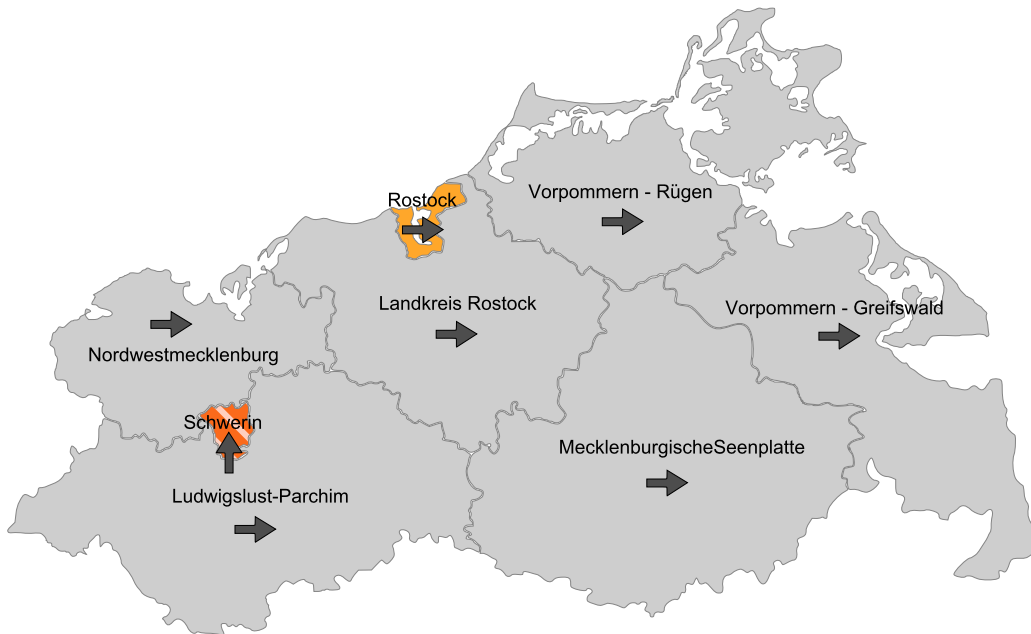 Vorpommern - Rügen
Rostock
Landkreis Rostock
Vorpommern - Greifswald
Nordwestmecklenburg
Schwerin
MecklenburgischeSeenplatte
Ludwigslust-Parchim